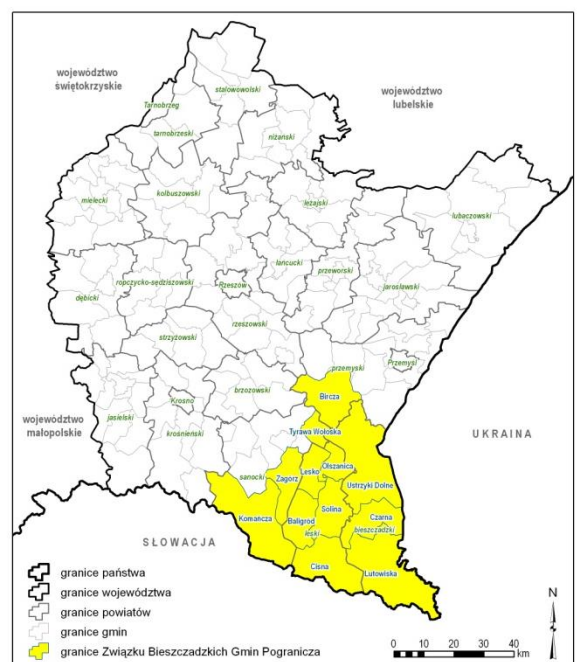 województwo
świętokrzyskie
województwo
lubelskie
stalowowolski
Tarnobrzeg
tarnobrzeski
niżański
mielecki
kolbuszowski
leżajski
lubaczowski
łańcucki
przeworski
ropczycko-sędziszowski
Rzeszów
jarosławski
dębicki
rzeszowski
strzyżowski
przemyski
Przemyśl
brzozowski
Bircza
Krosno
jasielski
krośnieński
województwo
małopolskie
UKRAINA
Tyrawa Wołoska
Olszanica
Lesko
sanocki
Zagórz
Ustrzyki Dolne
Solina
Komańcza
Baligród
Czarna
leski
bieszczadzki
SŁOWACJA
Cisna
Lutowiska
granice państwa
granice województwa
granice powiatów
granice gmin
granice Związku Bieszczadzkich Gmin Pogranicza
N
0 10 20 30 40
km